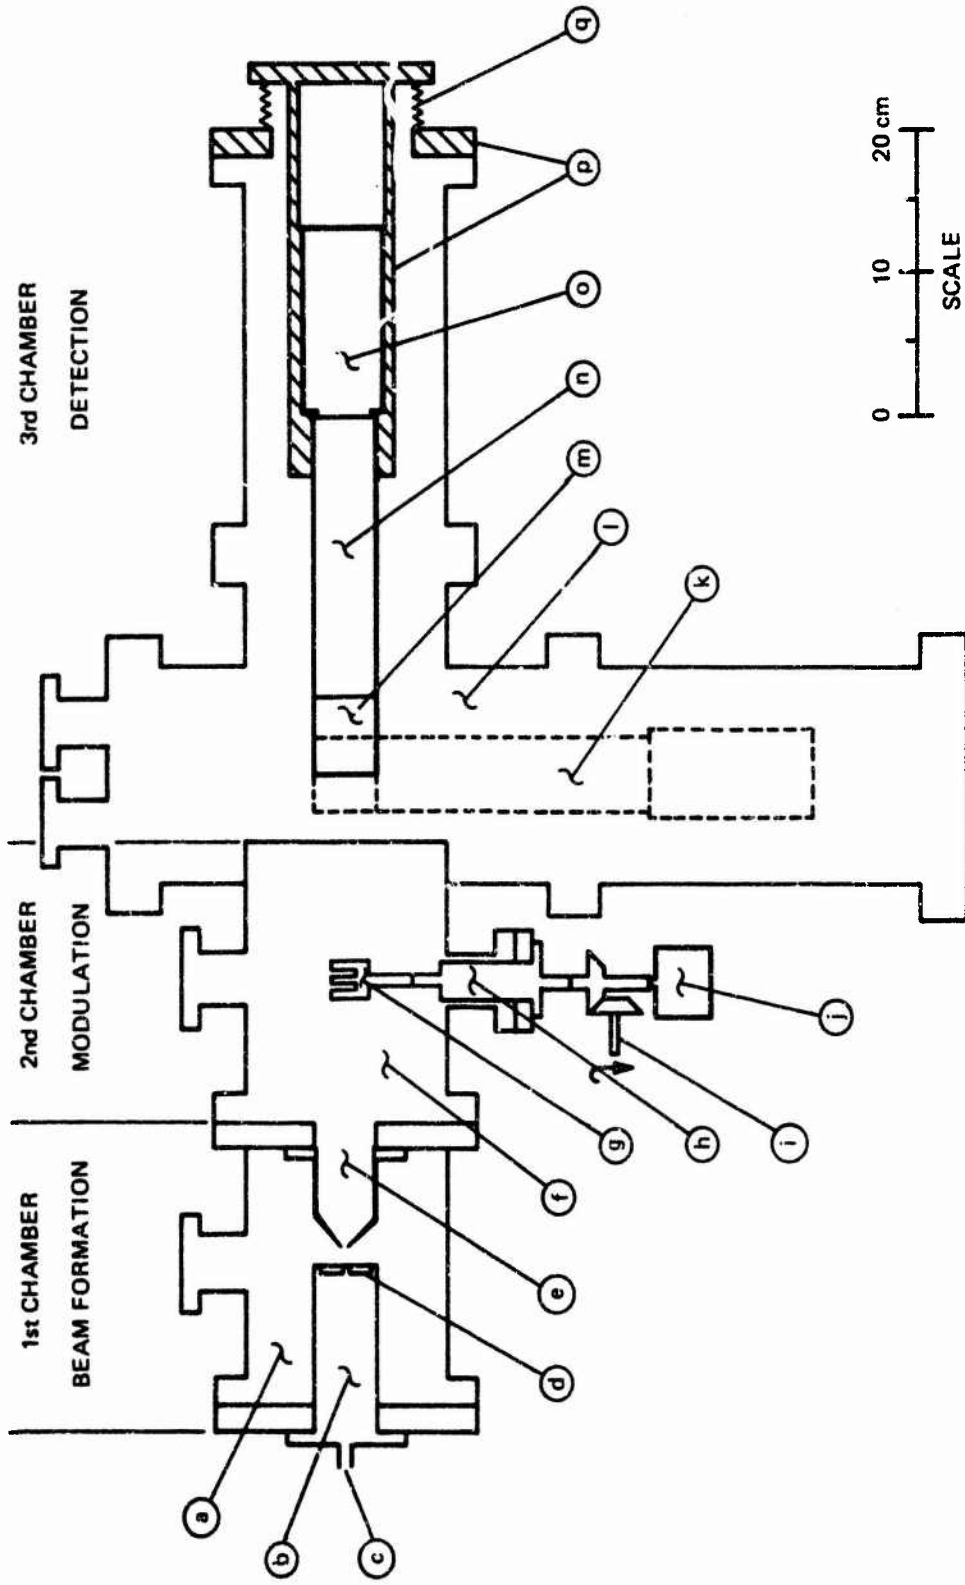 1st CHAMBER
BEAM FORMATION
2nd CHAMBER
MODULATION
3rd CHAMBER
DETECTION
a
b
c
d
e
f
g
h
i
j
k
l
m
n
o
p
q
0 10 20 cm
SCALE